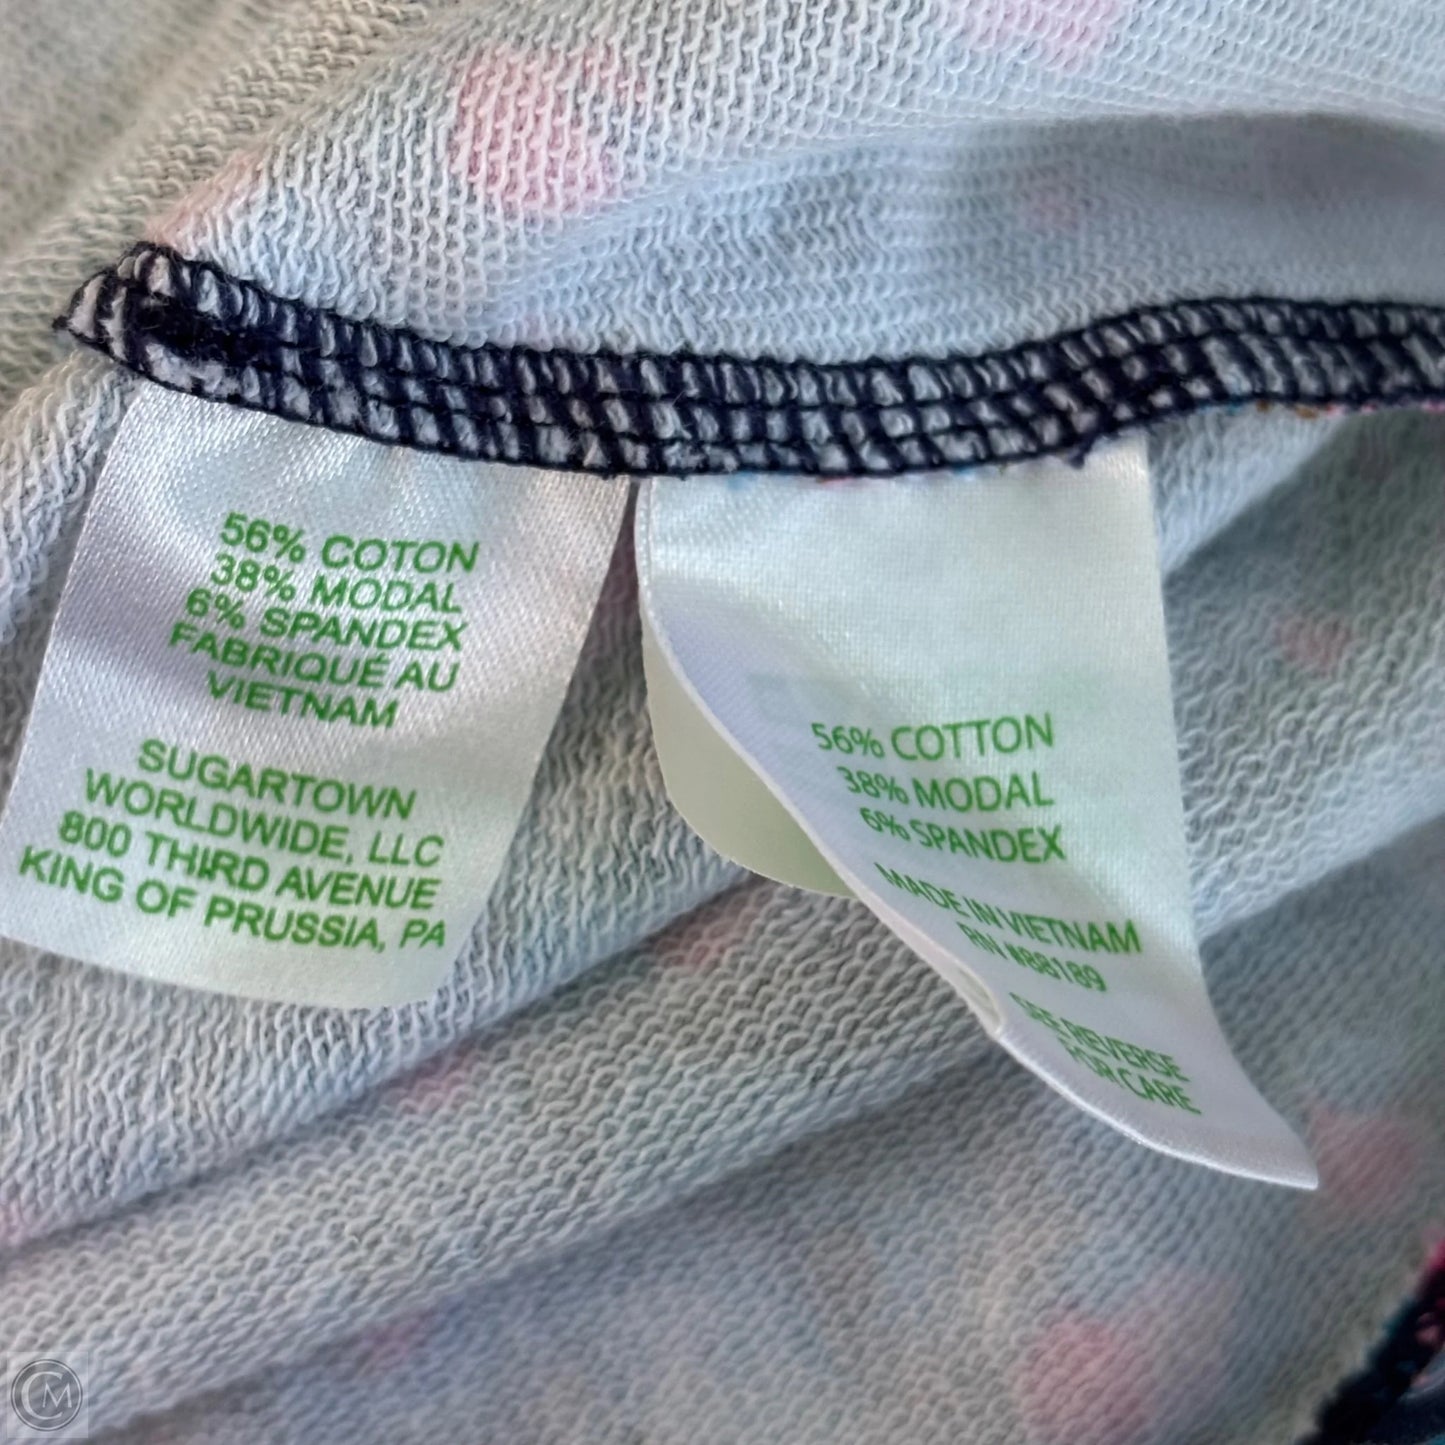 56% COTON
38% MODAL
6% SPANDEX
FABRIQUÉ AU
VIETNAM
SUGARTOWN
WORLDWIDE, LLC
800 THIRD AVENUE
KING OF PRUSSIA, PA
56% COTTON
38% MODAL
6% SPANDEX
MADE IN VIETNAM
RN #88189
SEE REVERSE
FOR CARE
CM